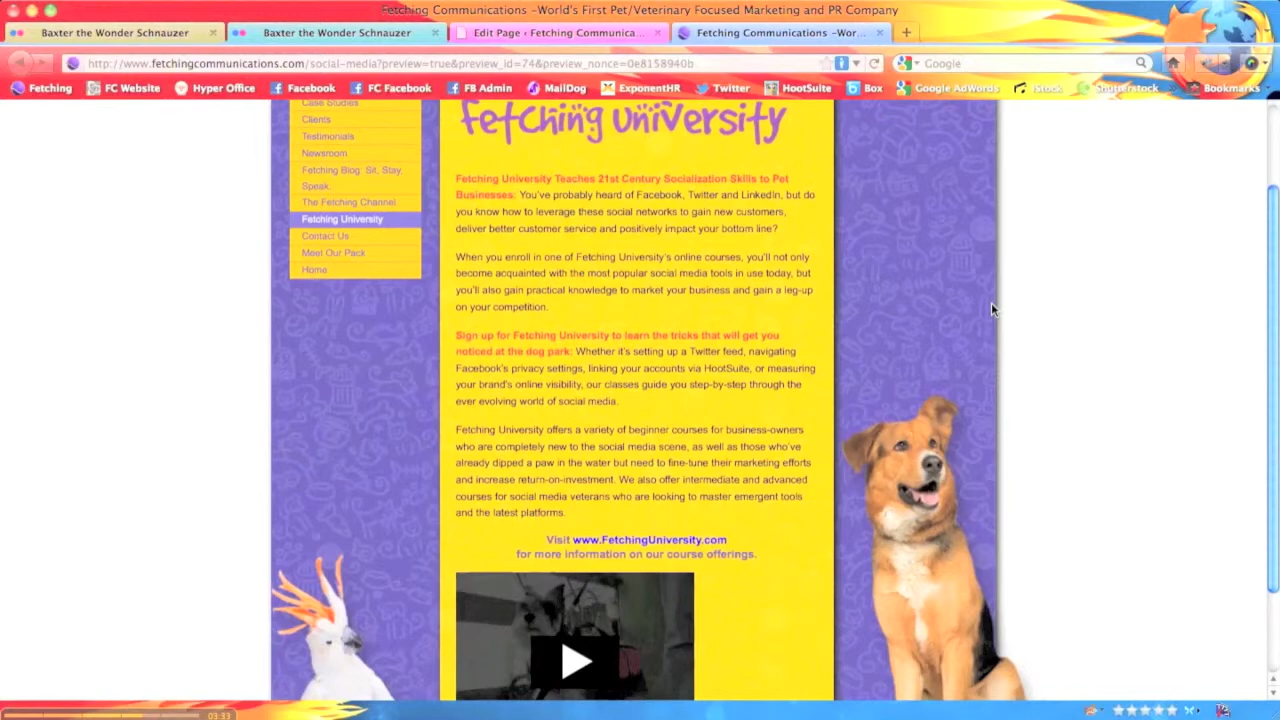 Fetching Communications -World's First Pet/Veterinary Focused Marketing and PR Company
Baxter the Wonder Schnauzer
Baxter the Wonder Schnauzer
Edit Page ‹ Fetching Communica...
Fetching Communications -Wor...
http://www.fetchingcommunications.com/social-media?preview=true&preview_id=74&preview_nonce=0e8158940b
Google
Fetching
FC Website
Hyper Office
Facebook
FC Facebook
FB Admin
MailDog
ExponentHR
Twitter
HootSuite
Box
Google AdWords
iStock
Shutterstock
Bookmarks
Case Studies
Clients
Testimonials
Newsroom
Fetching Blog: Sit, Stay,
Speak.
The Fetching Channel
Fetching University
Contact Us
Meet Our Pack
Home
fetching university
Fetching University Teaches 21st Century Socialization Skills to Pet
Businesses: You've probably heard of Facebook, Twitter and LinkedIn, but do
you know how to leverage these social networks to gain new customers,
deliver better customer service and positively impact your bottom line?
When you enroll in one of Fetching University's online courses, you'll not only
become acquainted with the most popular social media tools in use today, but
you'll also gain practical knowledge to market your business and gain a leg-up
on your competition.
Sign up for Fetching University to learn the tricks that will get you
noticed at the dog park: Whether it's setting up a Twitter feed, navigating
Facebook's privacy settings, linking your accounts via HootSuite, or measuring
your brand's online visibility, our classes guide you step-by-step through the
ever evolving world of social media.
Fetching University offers a variety of beginner courses for business-owners
who are completely new to the social media scene, as well as those who've
already dipped a paw in the water but need to fine-tune their marketing efforts
and increase return-on-investment. We also offer intermediate and advanced
courses for social media veterans who are looking to master emergent tools
and the latest platforms.
Visit www.FetchingUniversity.com
for more information on our course offerings.
03:33